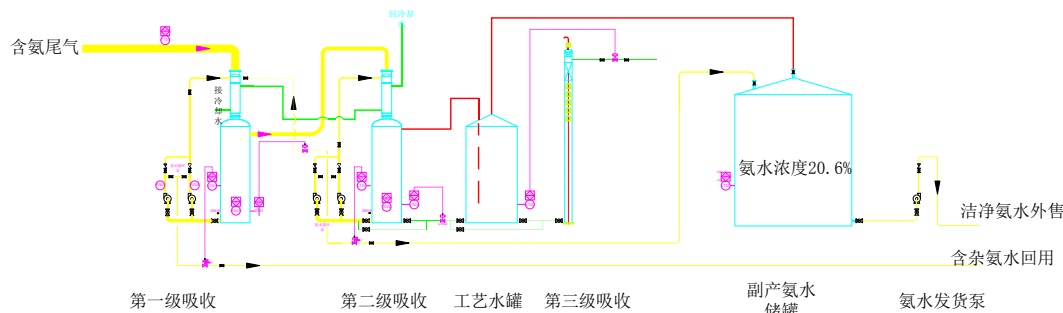 回冷却
含氨尾气
接
冷
却
水
氨水浓度20.6%
洁净氨水外售
含杂氨水回用
第一级吸收
第二级吸收
工艺水罐
第三级吸收
副产氨水
储罐
氨水发货泵